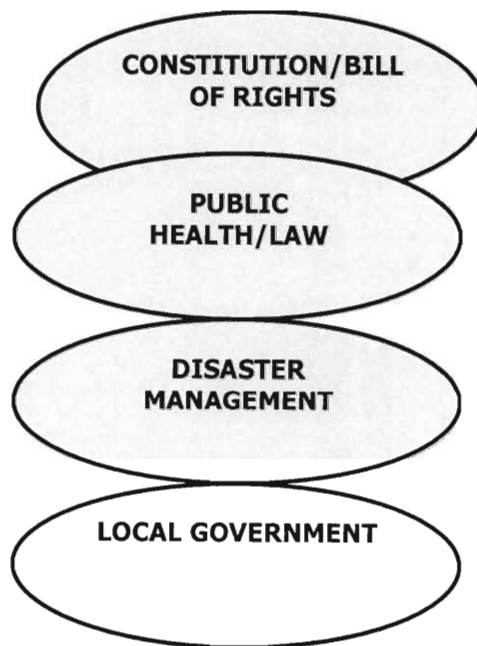 CONSTITUTION/BILL
OF RIGHTS
PUBLIC
HEALTH/LAW
DISASTER
MANAGEMENT
LOCAL GOVERNMENT